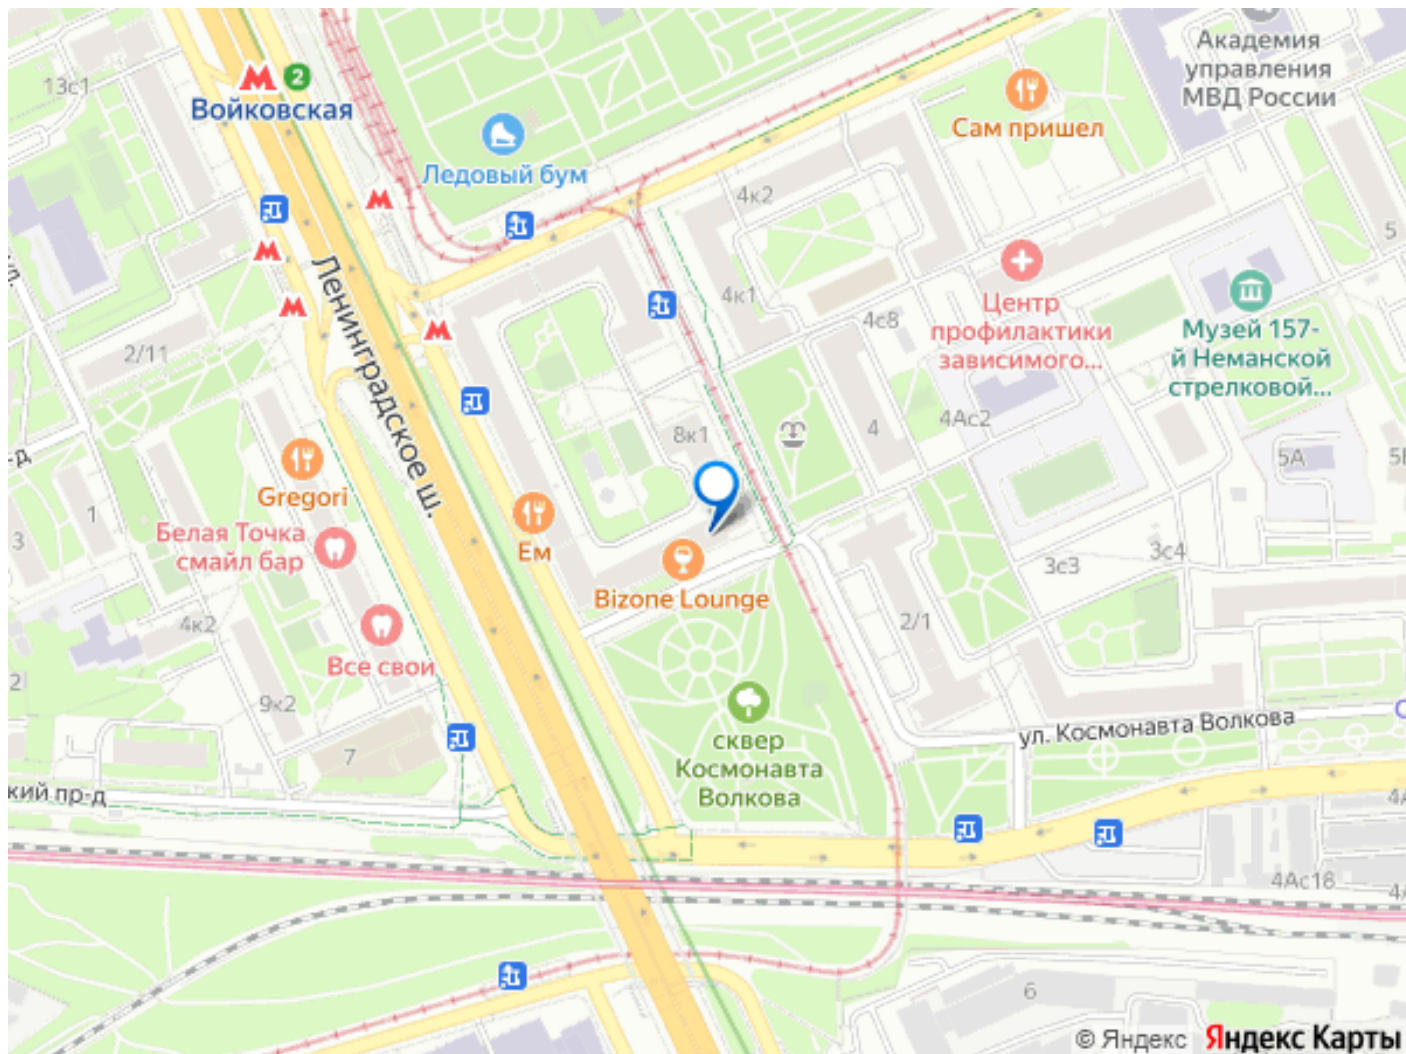 Академия
управления
МВД России
13с1
2
Войковская
Сам пришел
Ледовый бум
4к2
5
4к1
Центр
профилактики
зависимого...
4с8
Музей 157-
й Неманской
стрелковой...
2/11
Ленинградское ш.
8к1
4
4Ас2
-д
5А
Gregori
1
Белая Точка
смайл бар
3
Ем
3с4
3с3
Bizone Lounge
4к2
2/1
Все свои
2
9к2
ул. Космонавта Волкова
7
сквер
Космонавта
Волкова
кий пр-д
4Ас16
6
© Яндекс Яндекс Карты